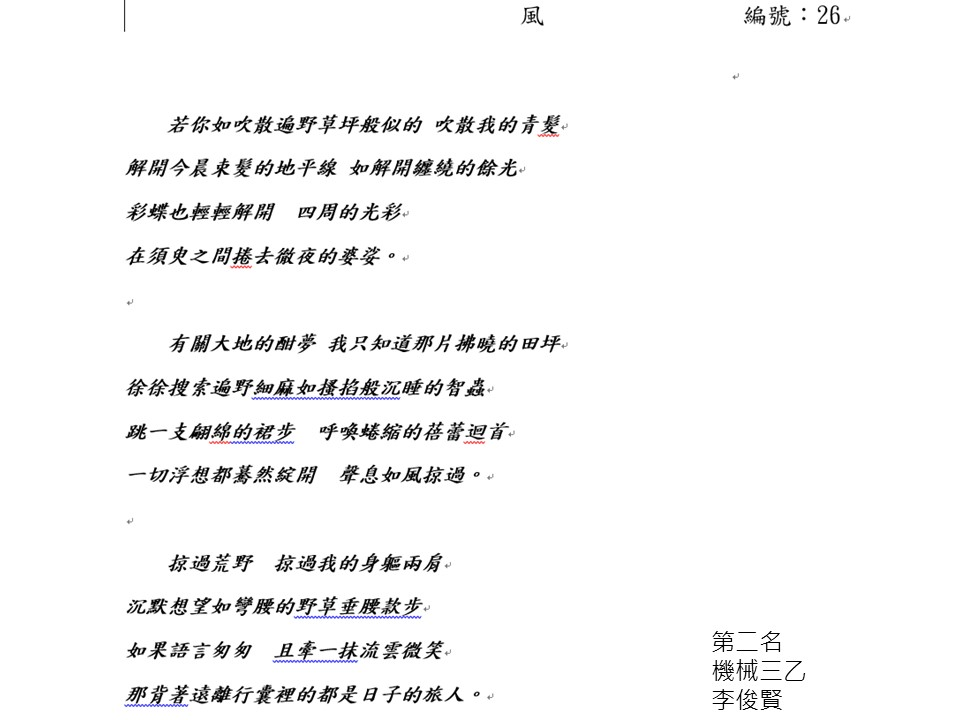 風 編號：26
若你如吹散遍野草坪般似的 吹散我的青髮
解開今晨束髮的地平線 如解開纏繞的餘光
彩蝶也輕輕解開　四周的光彩
在須臾之間捲去徹夜的婆娑。
有關大地的酣夢 我只知道那片拂曉的田坪
徐徐搜索遍野細麻如搔掐般沉睡的智蟲
跳一支翩綿的裙步　呼喚蜷縮的蓓蕾迴首
一切浮想都驀然綻開　聲息如風掠過。
掠過荒野　掠過我的身軀兩肩
沉默想望如彎腰的野草垂腰款步
如果語言匆匆　且牽一抹流雲微笑
那背著遠離行囊裡的都是日子的旅人。
第二名
機械三乙
李俊賢